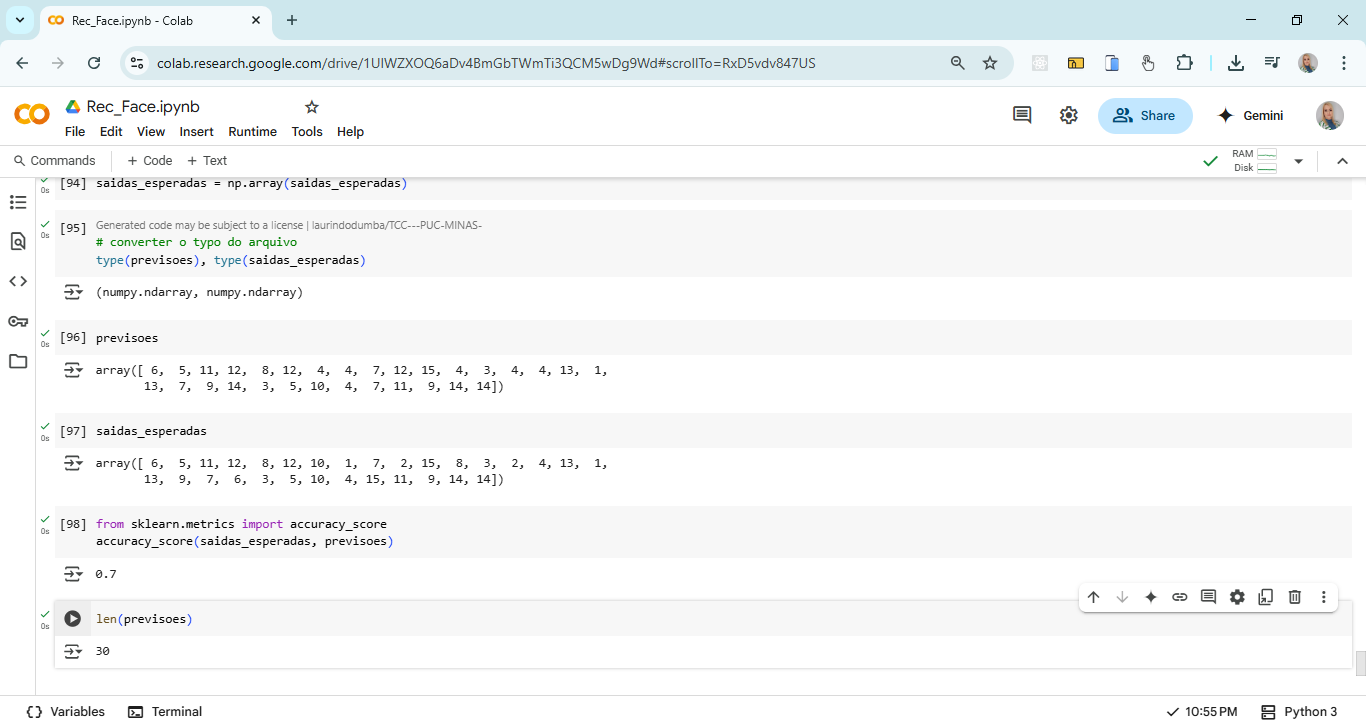 Rec_Face.ipynb - Colab
colab.research.google.com/drive/1UIWZXOQ6aDv4BmGbTWmTi3QCM5wDg9Wd#scrollTo=RxD5vdv847US
Rec_Face.ipynb
File Edit View Insert Runtime Tools Help
Share
Gemini
Commands + Code + Text
RAM
Disk
0s [94] saidas_esperadas = np.array(saidas_esperadas)
Generated code may be subject to a license | laurindodumba/TCC---PUC-MINAS-
0s [95] # converter o typo do arquivo
type(previsoes), type(saidas_esperadas)
(numpy.ndarray, numpy.ndarray)
0s [96] previsoes
array([ 6,  5, 11, 12,  8, 12,  4,  4,  7, 12, 15,  4,  3,  4,  4, 13,  1,
13,  7,  9, 14,  3,  5, 10,  4,  7, 11,  9, 14, 14])
0s [97] saidas_esperadas
array([ 6,  5, 11, 12,  8, 12, 10,  1,  7,  2, 15,  8,  3,  2,  4, 13,  1,
13,  9,  7,  6,  3,  5, 10,  4, 15, 11,  9, 14, 14])
0s [98] from sklearn.metrics import accuracy_score
accuracy_score(saidas_esperadas, previsoes)
0.7
0s len(previsoes)
30
Variables Terminal
10:55 PM Python 3